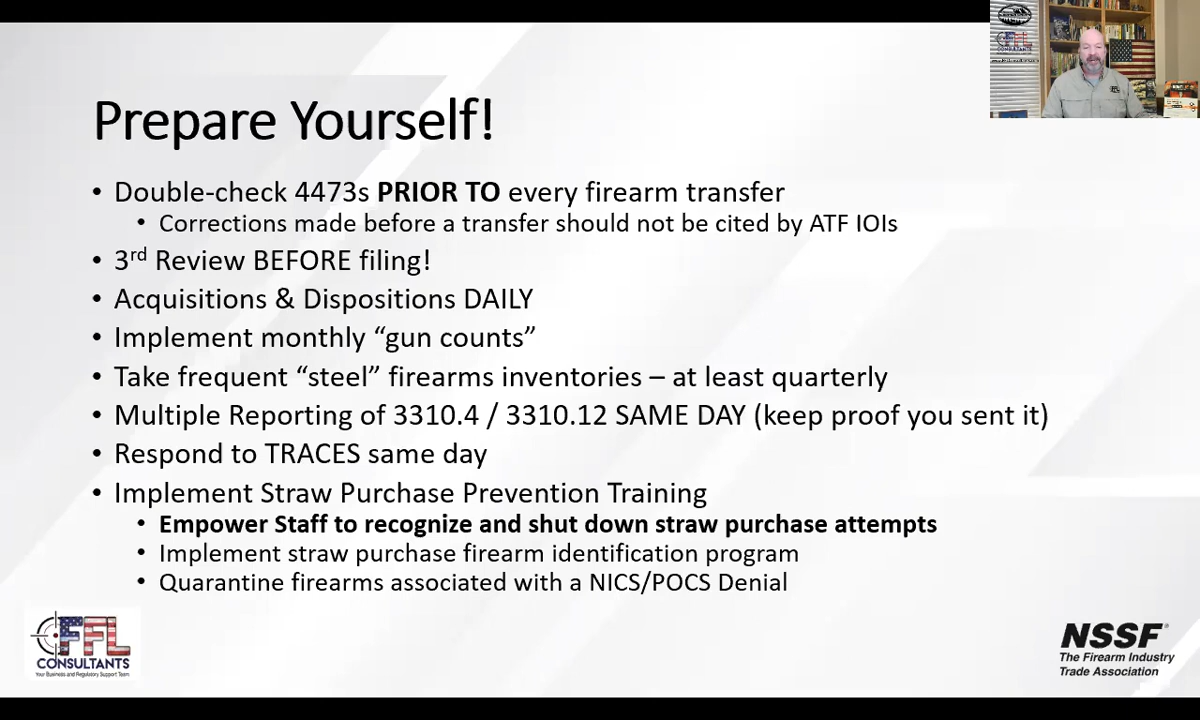 Prepare Yourself!
• Double-check 4473s PRIOR TO every firearm transfer
• Corrections made before a transfer should not be cited by ATF IOIs
• 3rd Review BEFORE filing!
• Acquisitions & Dispositions DAILY
• Implement monthly “gun counts”
• Take frequent “steel” firearms inventories – at least quarterly
• Multiple Reporting of 3310.4 / 3310.12 SAME DAY (keep proof you sent it)
• Respond to TRACES same day
• Implement Straw Purchase Prevention Training
• Empower Staff to recognize and shut down straw purchase attempts
• Implement straw purchase firearm identification program
• Quarantine firearms associated with a NICS/POCS Denial
FFL
CONSULTANTS
Your Business and Regulatory Support Team
NSSF®
The Firearm Industry
Trade Association
FFL
CONSULTANTS